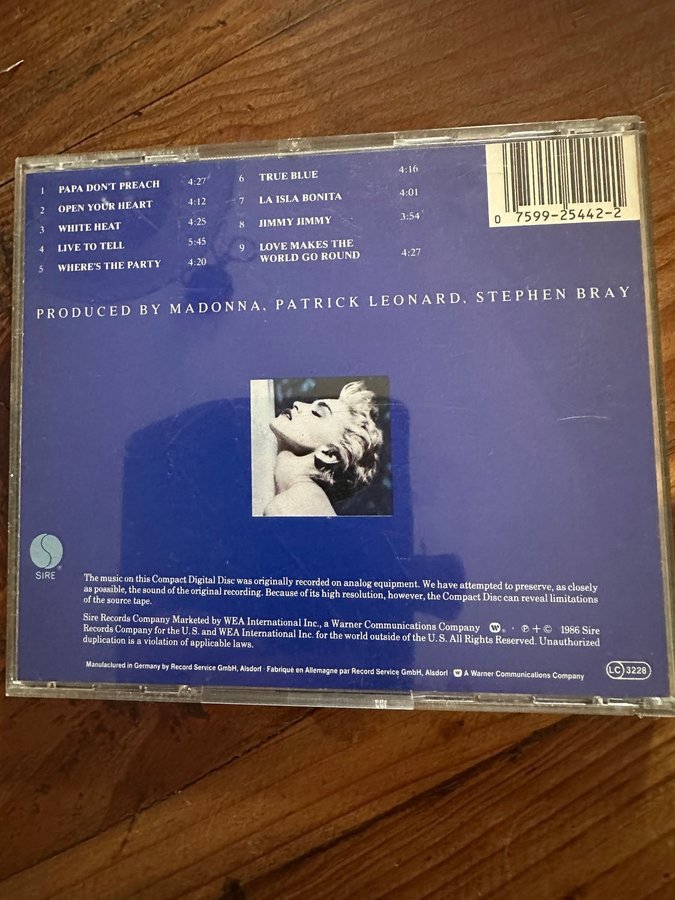 1 PAPA DON'T PREACH 4:27
2 OPEN YOUR HEART 4:12
3 WHITE HEAT 4:25
4 LIVE TO TELL 5:45
5 WHERE'S THE PARTY 4:20
6 TRUE BLUE 4:16
7 LA ISLA BONITA 4:01
8 JIMMY JIMMY 3:54
9 LOVE MAKES THE
WORLD GO ROUND 4:27
0 7599-25442-2
PRODUCED BY MADONNA, PATRICK LEONARD, STEPHEN BRAY
SIRE
The music on this Compact Digital Disc was originally recorded on analog equipment. We have attempted to preserve, as closely
as possible, the sound of the original recording. Because of its high resolution, however, the Compact Disc can reveal limitations
of the source tape.
Sire Records Company Marketed by WEA International Inc., a Warner Communications Company · ℗ + © 1986 Sire
Records Company for the U.S. and WEA International Inc. for the world outside of the U.S. All Rights Reserved. Unauthorized
duplication is a violation of applicable laws.
Manufactured in Germany by Record Service GmbH, Alsdorf · Fabriqué en Allemagne par Record Service GmbH, Alsdorf · A Warner Communications Company
LC 3228